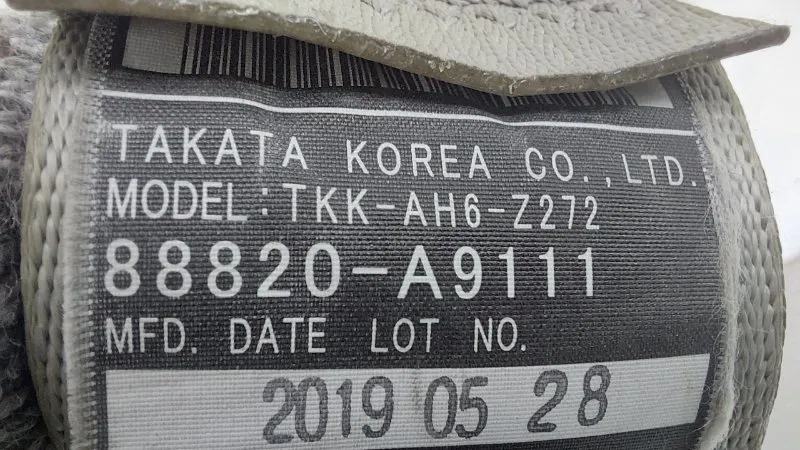 TAKATA KOREA CO.,LTD.
MODEL:TKK-AH6-Z272
88820-A9111
MFD. DATE LOT NO.
2019 05 28